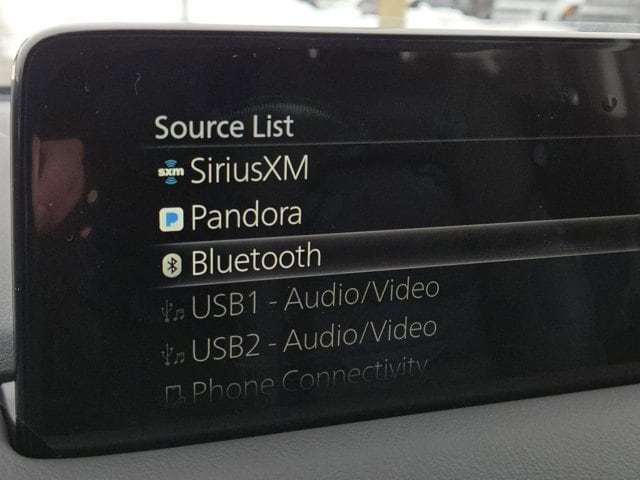 Source List
sxm SiriusXM
Pandora
Bluetooth
USB1 - Audio/Video
USB2 - Audio/Video
Phone Connectivity